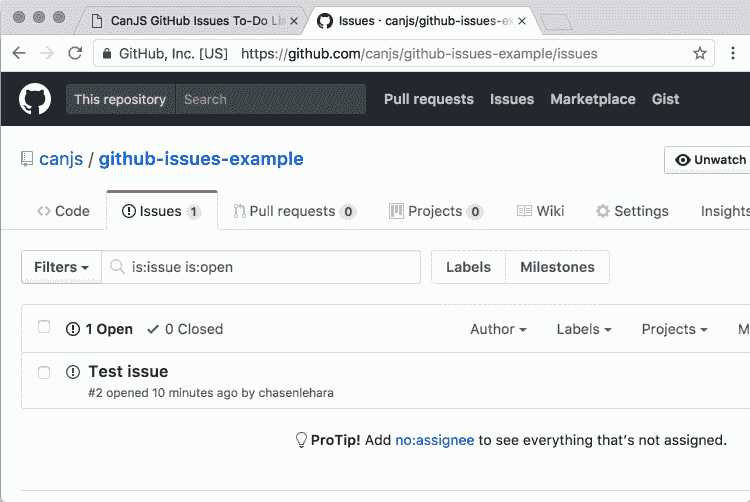 CanJS GitHub Issues To-Do Lis
Issues · canjs/github-issues-ex
GitHub, Inc. [US] https://github.com/canjs/github-issues-example/issues
This repository Search Pull requests Issues Marketplace Gist
canjs / github-issues-example Unwatch
Code Issues 1 Pull requests 0 Projects 0 Wiki Settings Insights
Filters is:issue is:open Labels Milestones
1 Open 0 Closed Author Labels Projects M
Test issue
#2 opened 10 minutes ago by chasenlehara
ProTip! Add no:assignee to see everything that’s not assigned.